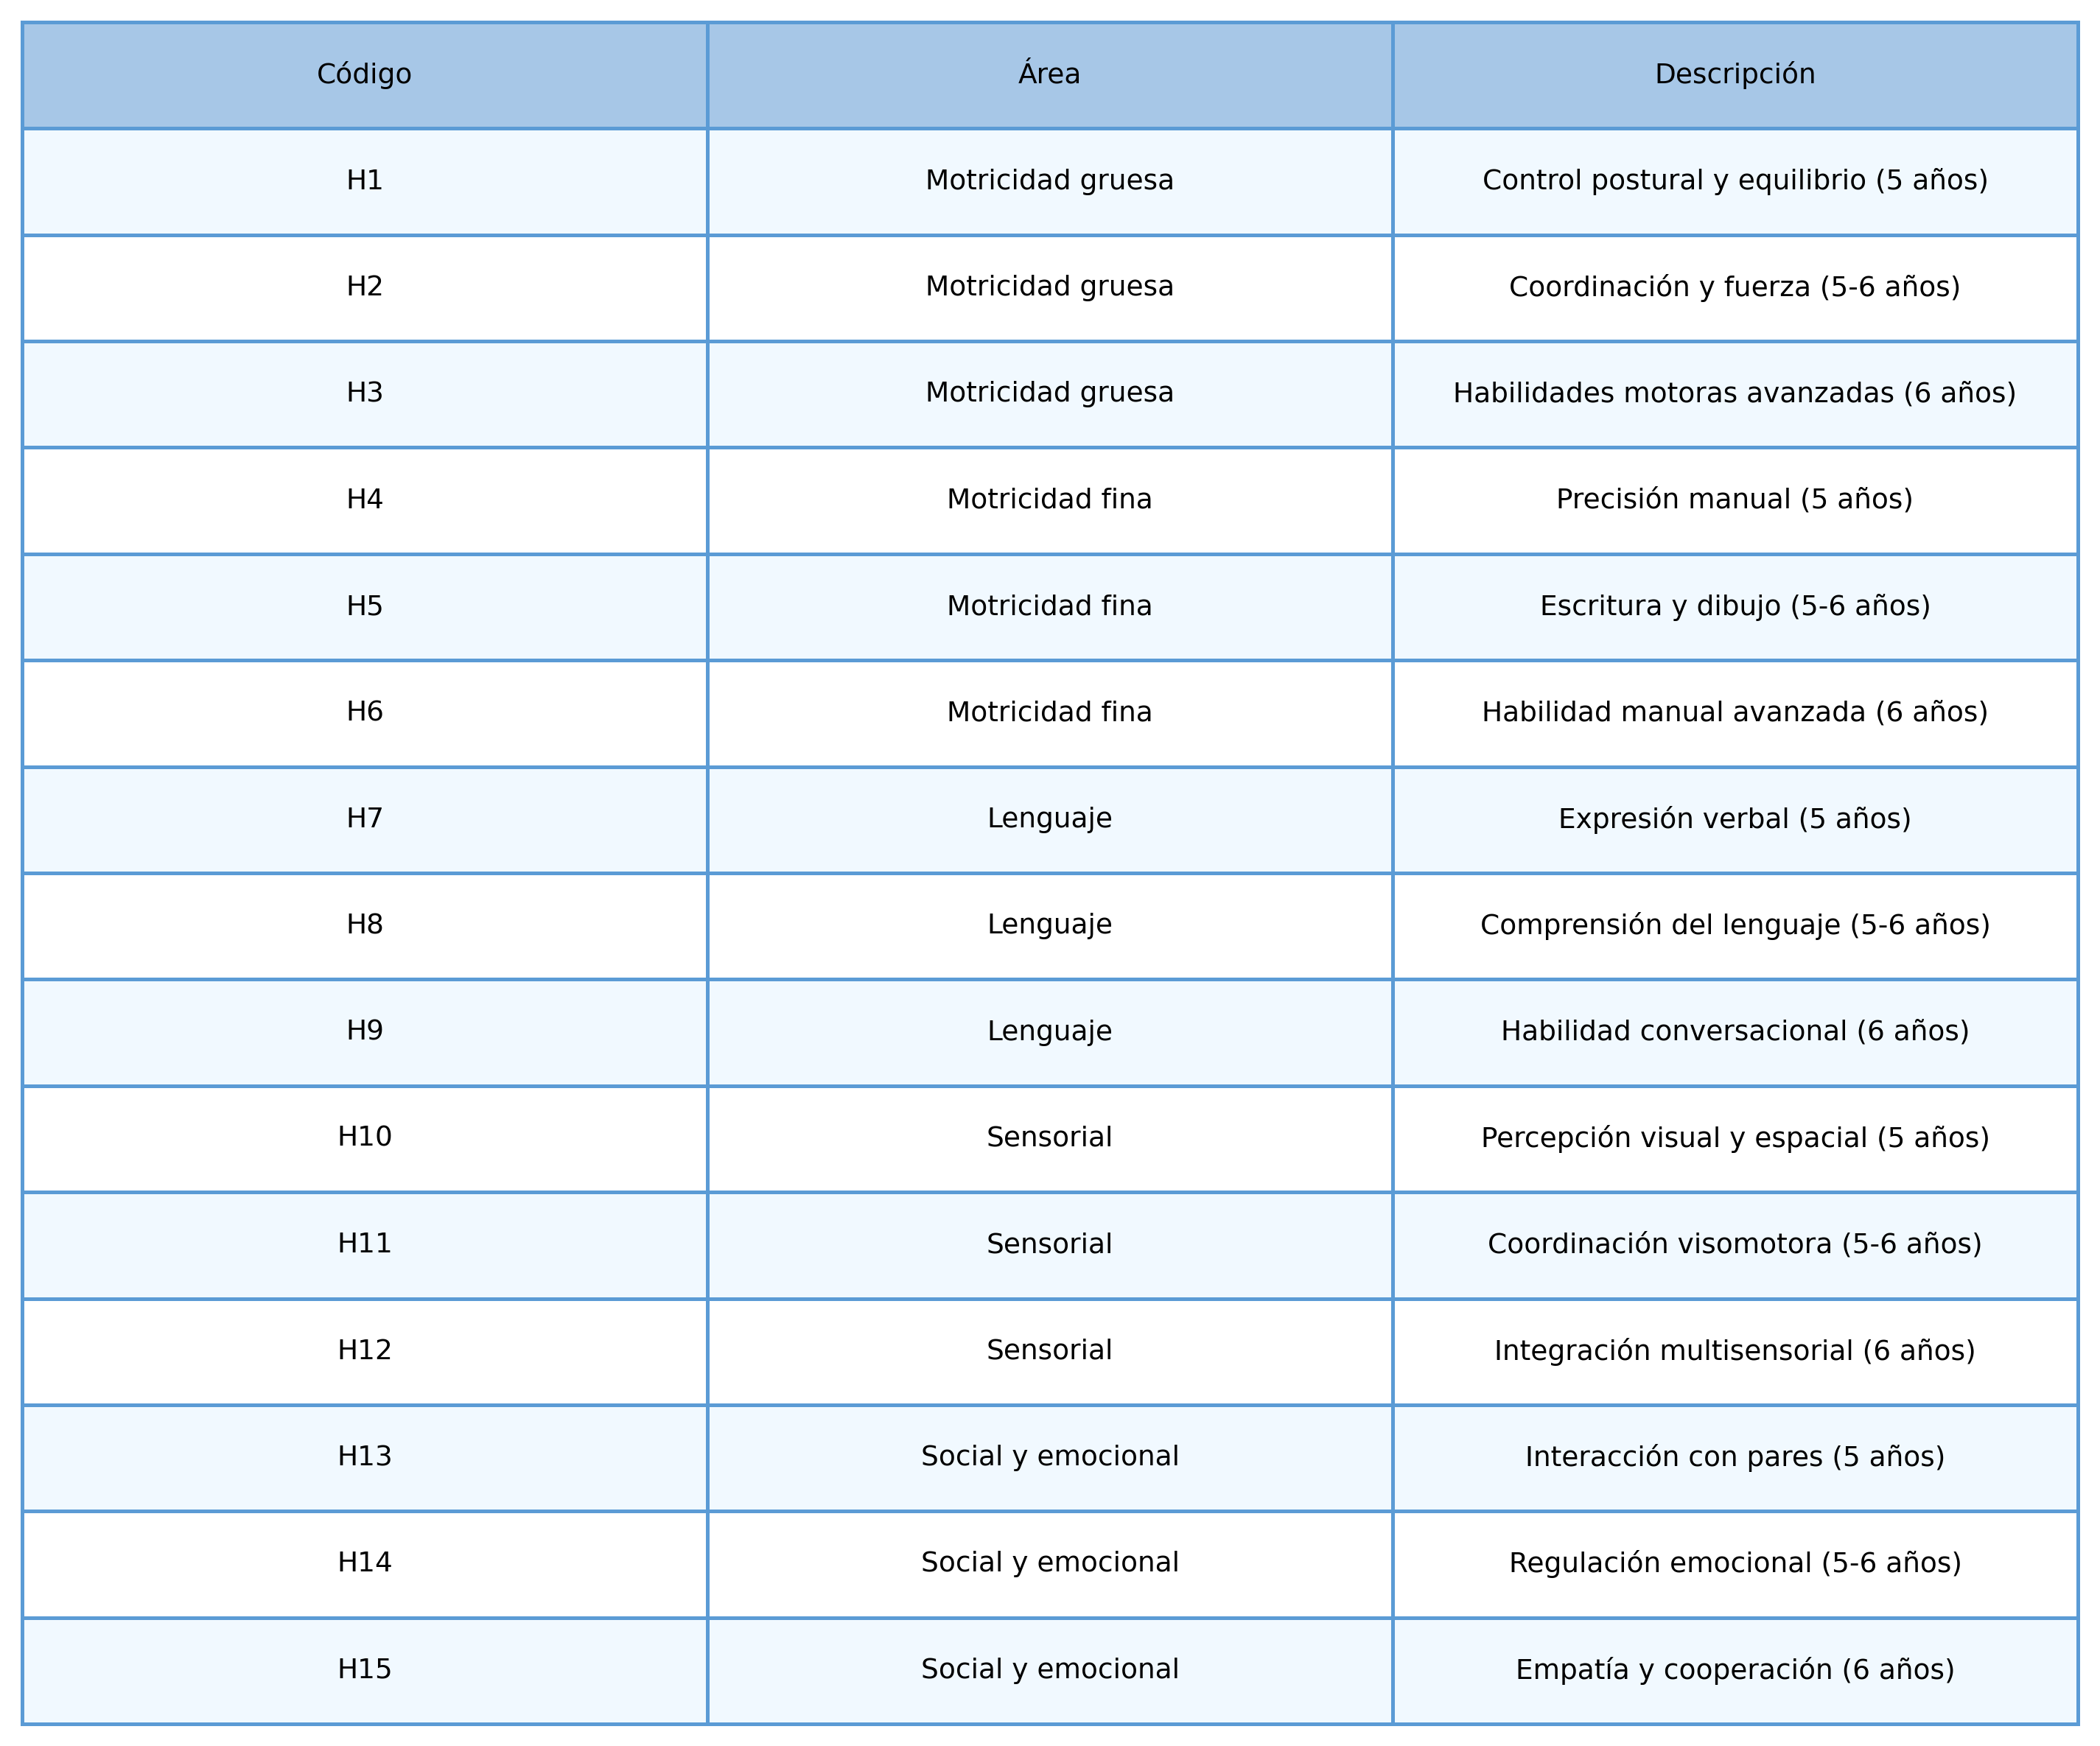 Código Área Descripción
H1 Motricidad gruesa Control postural y equilibrio (5 años)
H2 Motricidad gruesa Coordinación y fuerza (5-6 años)
H3 Motricidad gruesa Habilidades motoras avanzadas (6 años)
H4 Motricidad fina Precisión manual (5 años)
H5 Motricidad fina Escritura y dibujo (5-6 años)
H6 Motricidad fina Habilidad manual avanzada (6 años)
H7 Lenguaje Expresión verbal (5 años)
H8 Lenguaje Comprensión del lenguaje (5-6 años)
H9 Lenguaje Habilidad conversacional (6 años)
H10 Sensorial Percepción visual y espacial (5 años)
H11 Sensorial Coordinación visomotora (5-6 años)
H12 Sensorial Integración multisensorial (6 años)
H13 Social y emocional Interacción con pares (5 años)
H14 Social y emocional Regulación emocional (5-6 años)
H15 Social y emocional Empatía y cooperación (6 años)